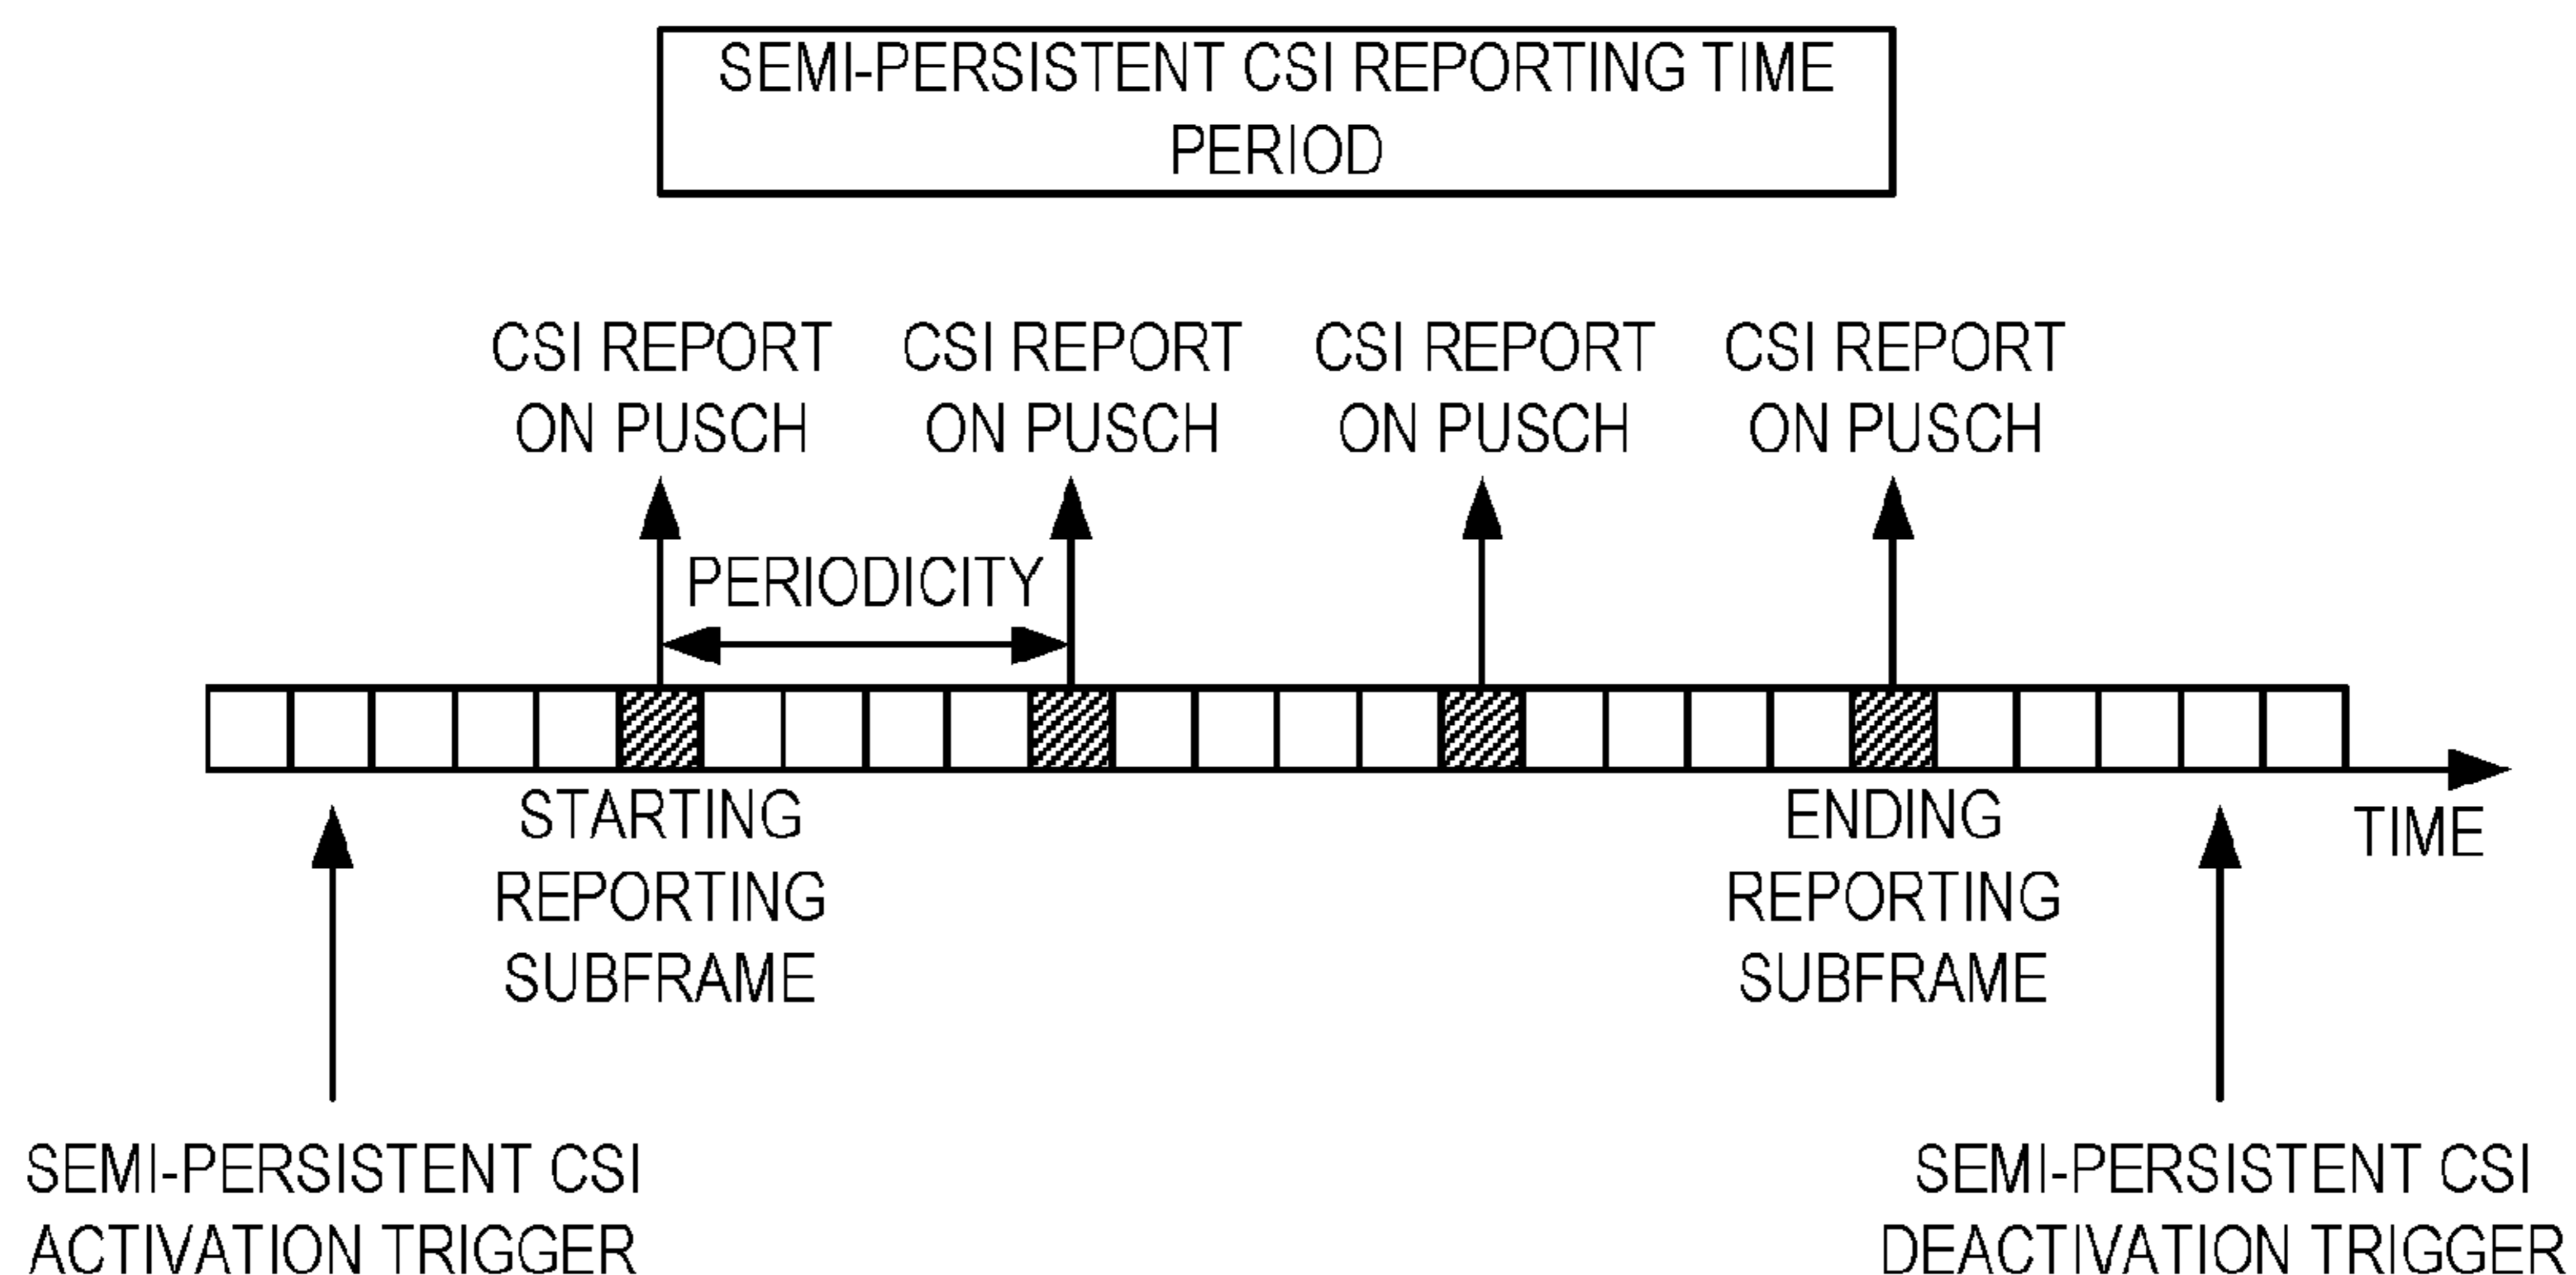 SEMI-PERSISTENT CSI REPORTING TIME
PERIOD
CSI REPORT
ON PUSCH
CSI REPORT
ON PUSCH
CSI REPORT
ON PUSCH
CSI REPORT
ON PUSCH
PERIODICITY
STARTING
REPORTING
SUBFRAME
ENDING
REPORTING
SUBFRAME
TIME
SEMI-PERSISTENT CSI
ACTIVATION TRIGGER
SEMI-PERSISTENT CSI
DEACTIVATION TRIGGER